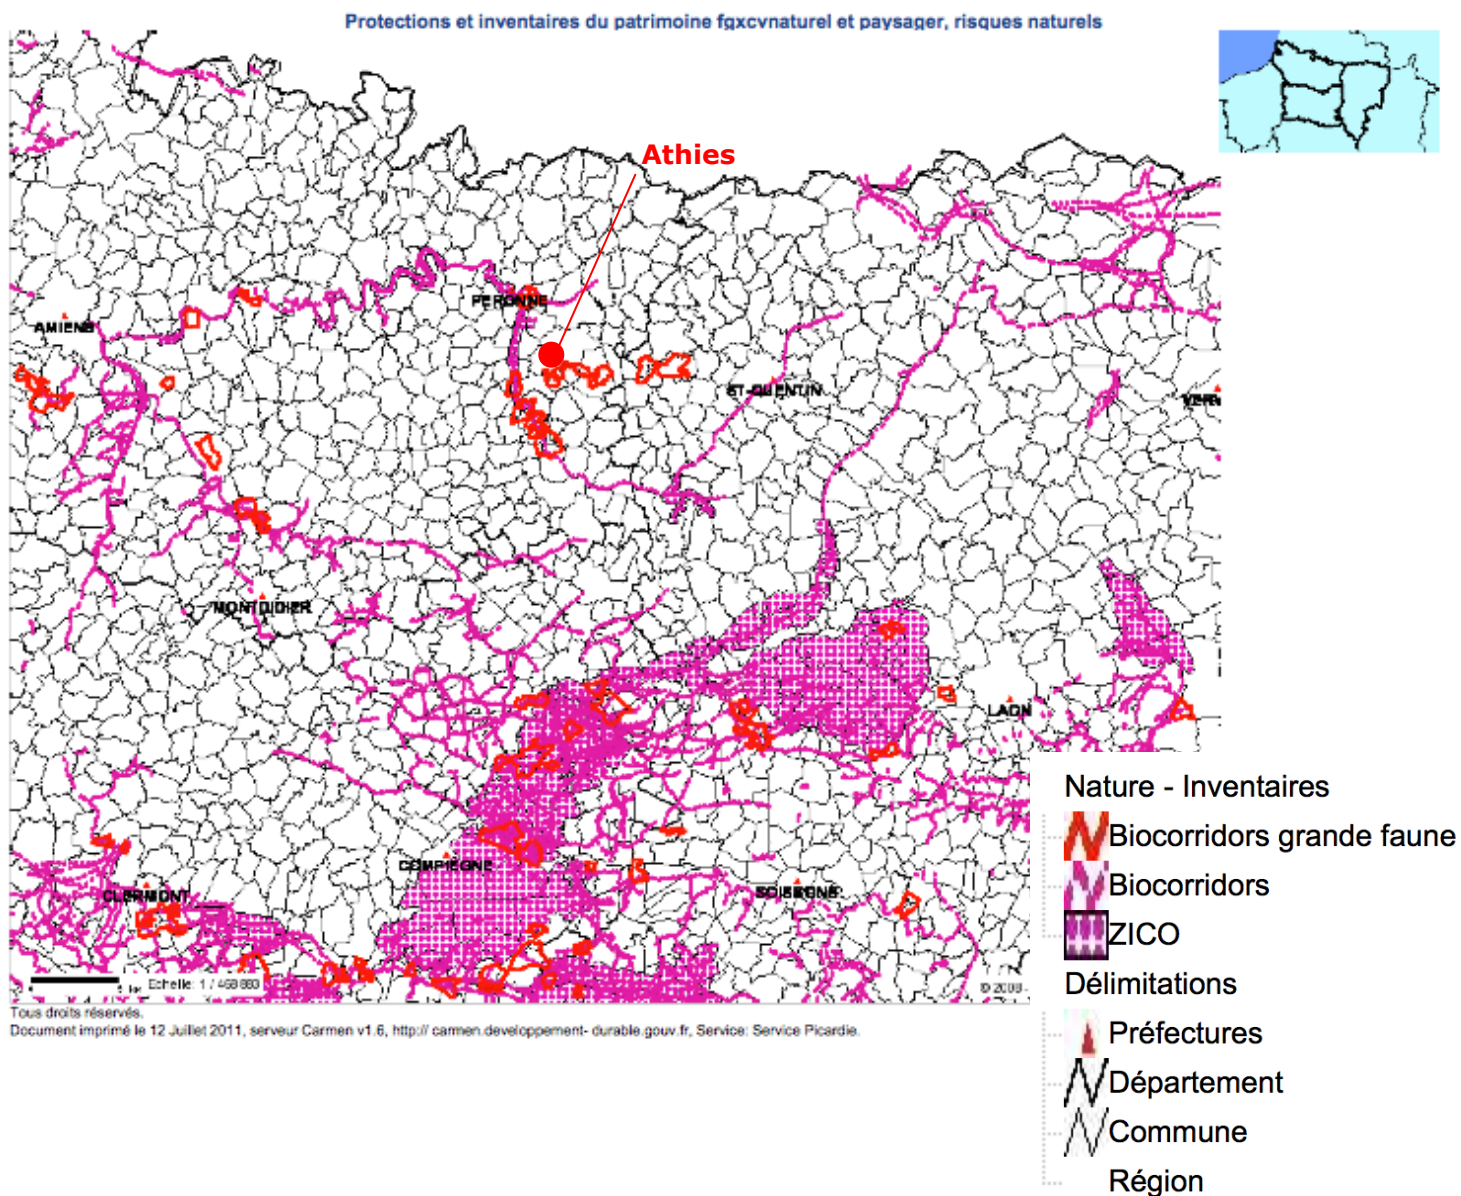 Protections et inventaires du patrimoine fgxcvnaturel et paysager, risques naturels
Athies
PERONNE
AMIENS
ST-QUENTIN
MONTDIDIER
LAON
COMPIEGNE
CLERMONT
SOISSONS
Echelle: 1 / 468 860
© 2008 -
Tous droits réservés.
Document imprimé le 12 Juillet 2011, serveur Carmen v1.6, http:// carmen.developpement- durable.gouv.fr, Service: Service Picardie.
Nature - Inventaires
Biocorridors grande faune
Biocorridors
ZICO
Délimitations
Préfectures
Département
Commune
Région